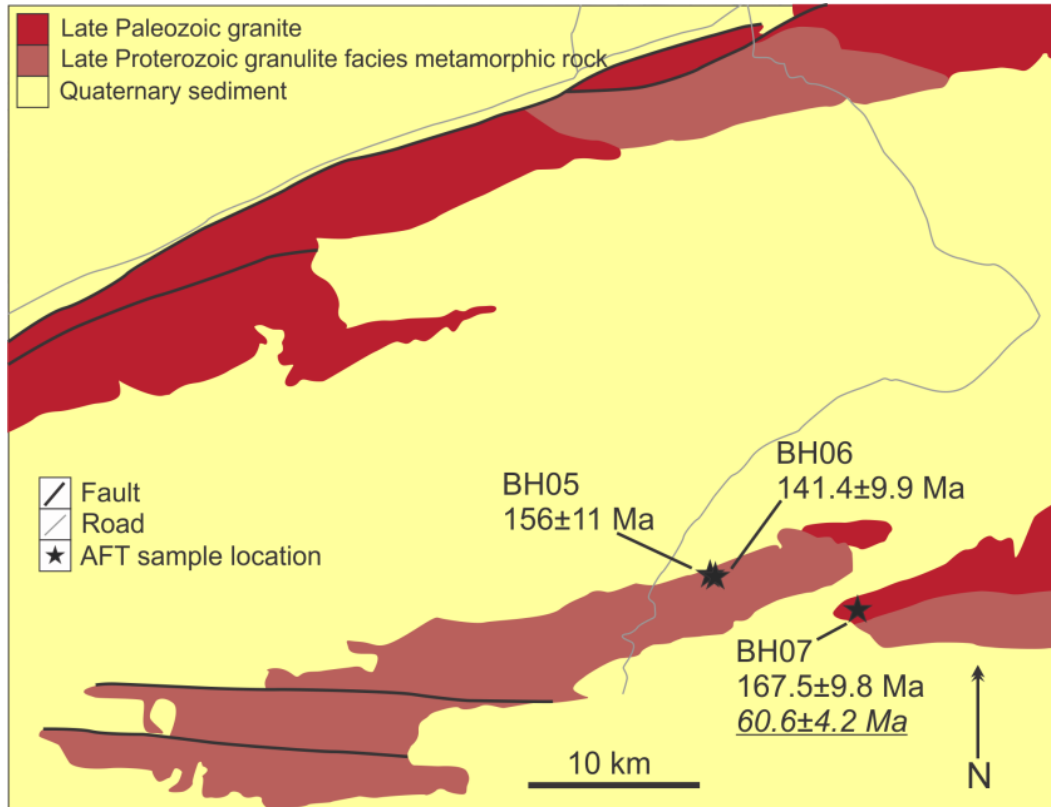 Late Paleozoic granite
Late Proterozoic granulite facies metamorphic rock
Quaternary sediment
BH06
141.4±9.9 Ma
BH05
156±11 Ma
Fault
Road
AFT sample location
BH07
167.5±9.8 Ma
60.6±4.2 Ma
10 km
N